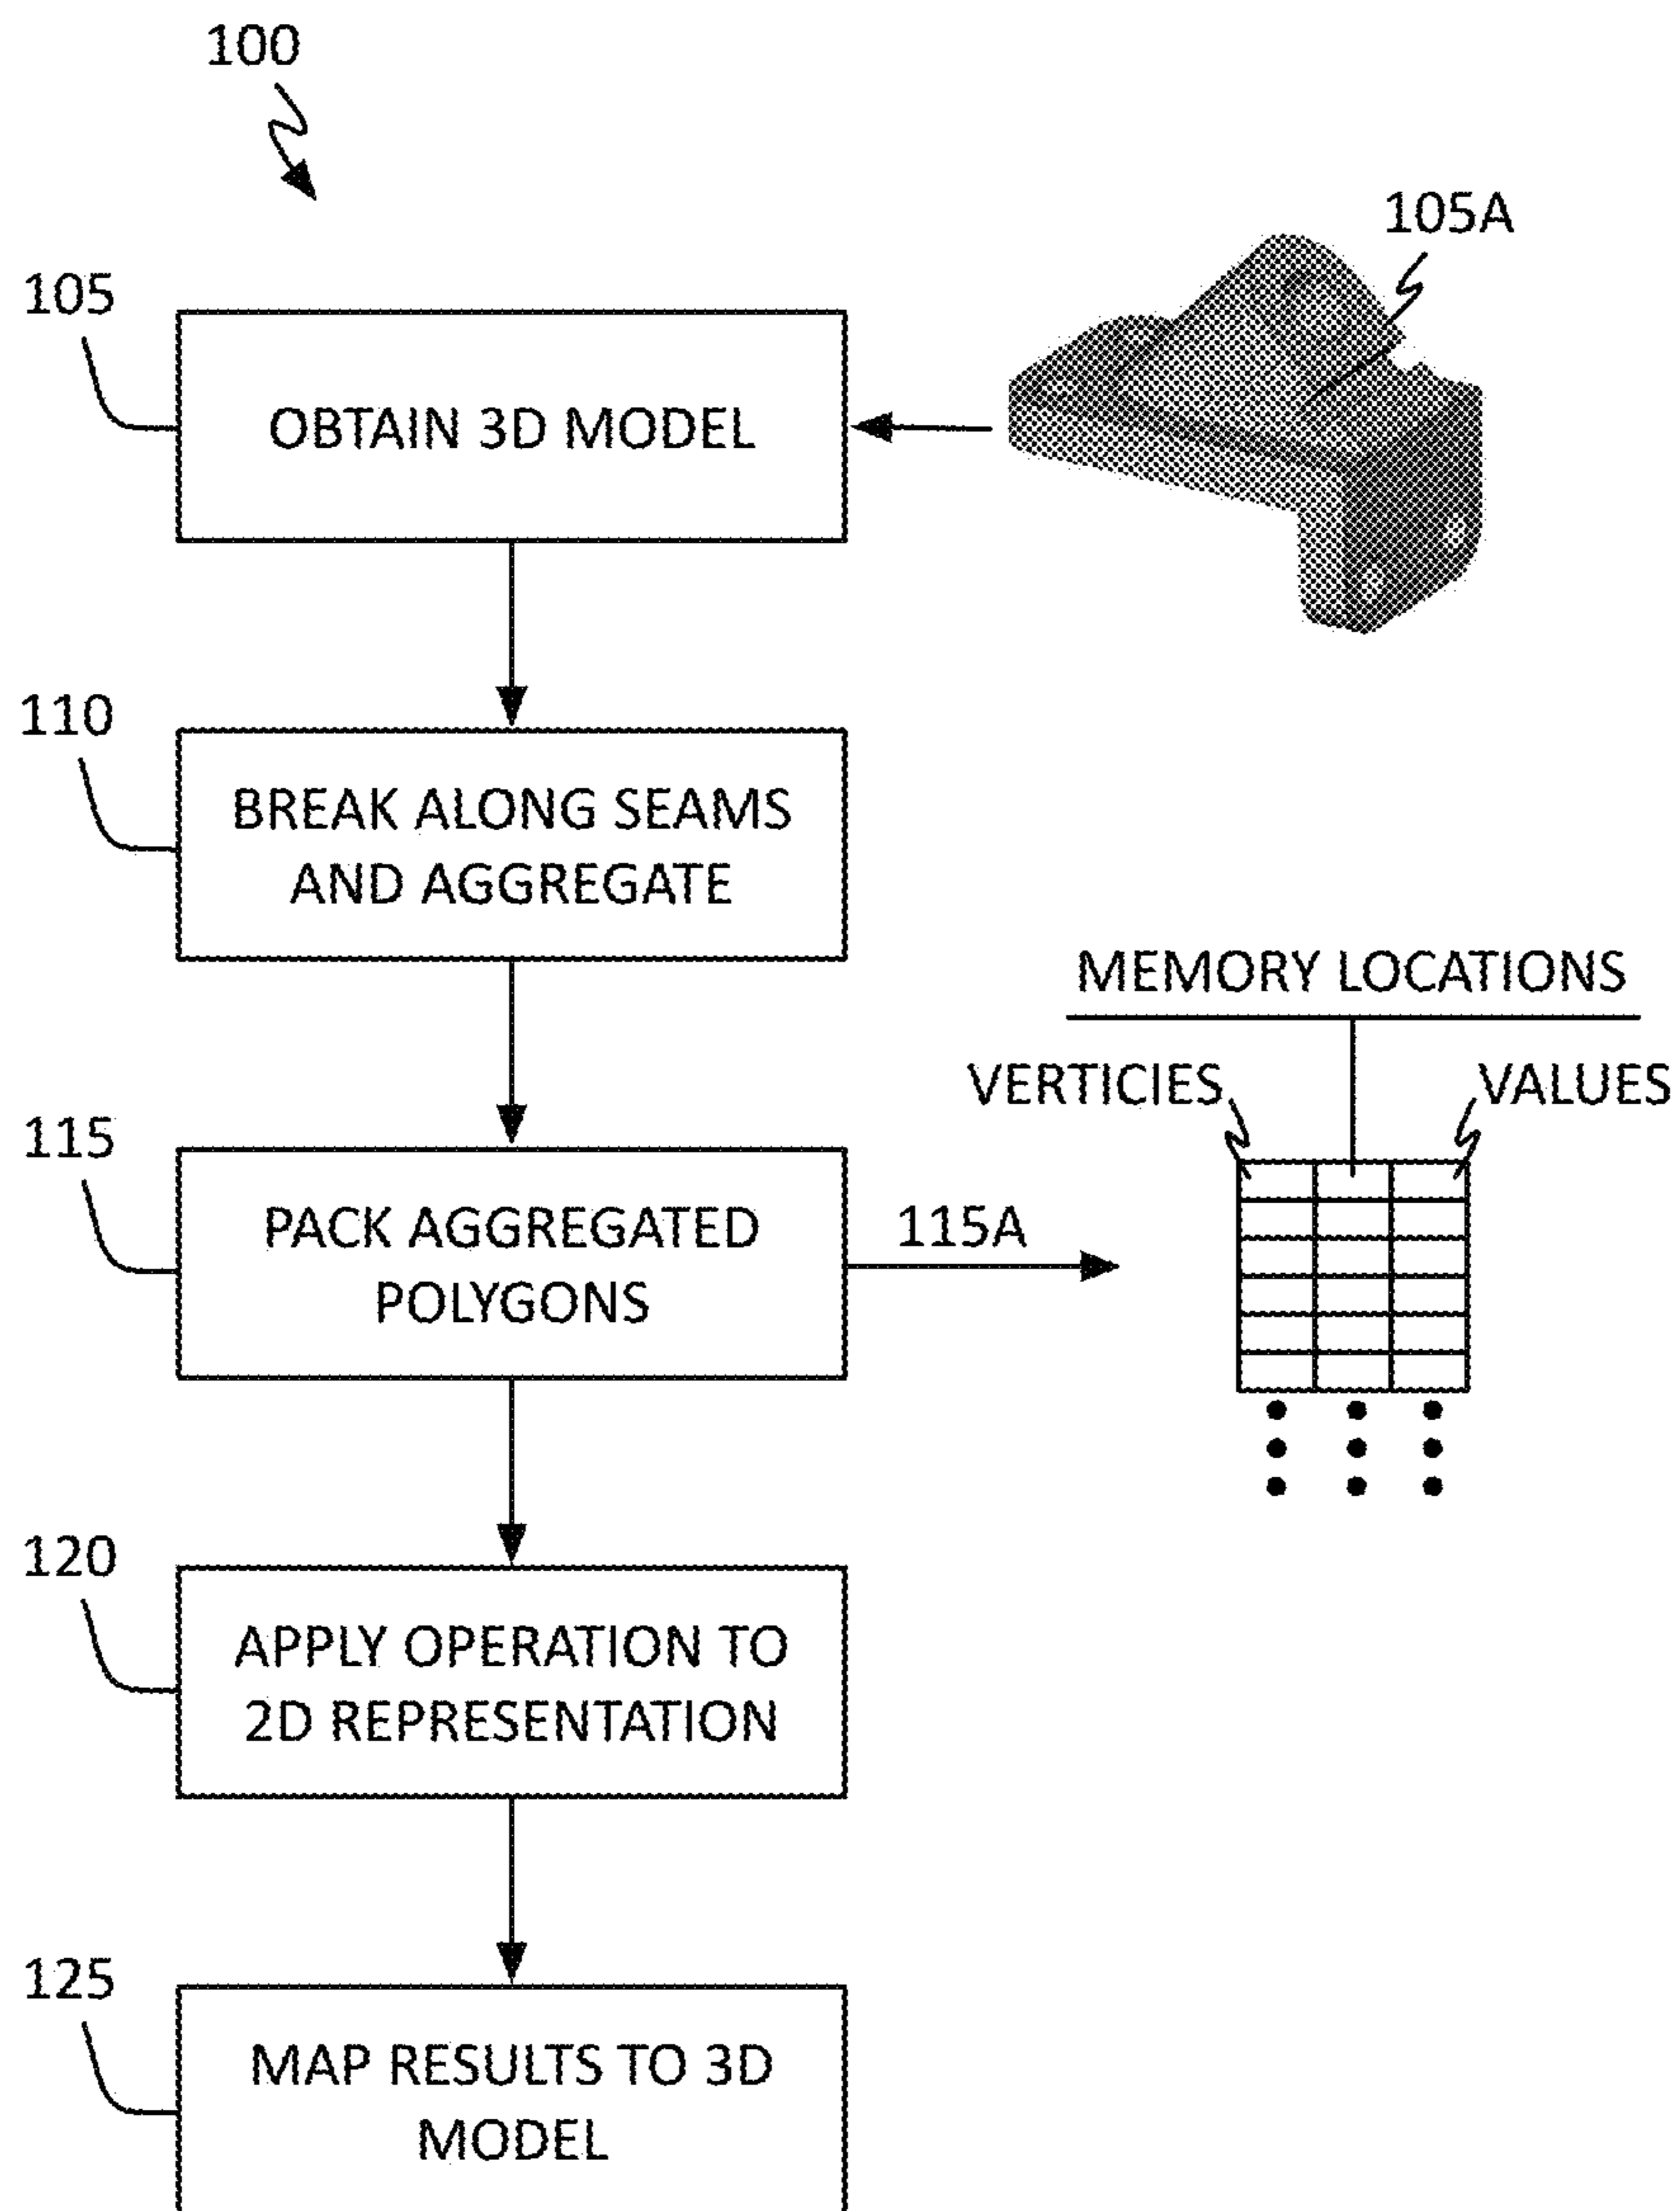 100
105A
105
OBTAIN 3D MODEL
110
BREAK ALONG SEAMS
AND AGGREGATE
MEMORY LOCATIONS
VERTICIES
VALUES
115
PACK AGGREGATED
POLYGONS
115A
120
APPLY OPERATION TO
2D REPRESENTATION
125
MAP RESULTS TO 3D
MODEL